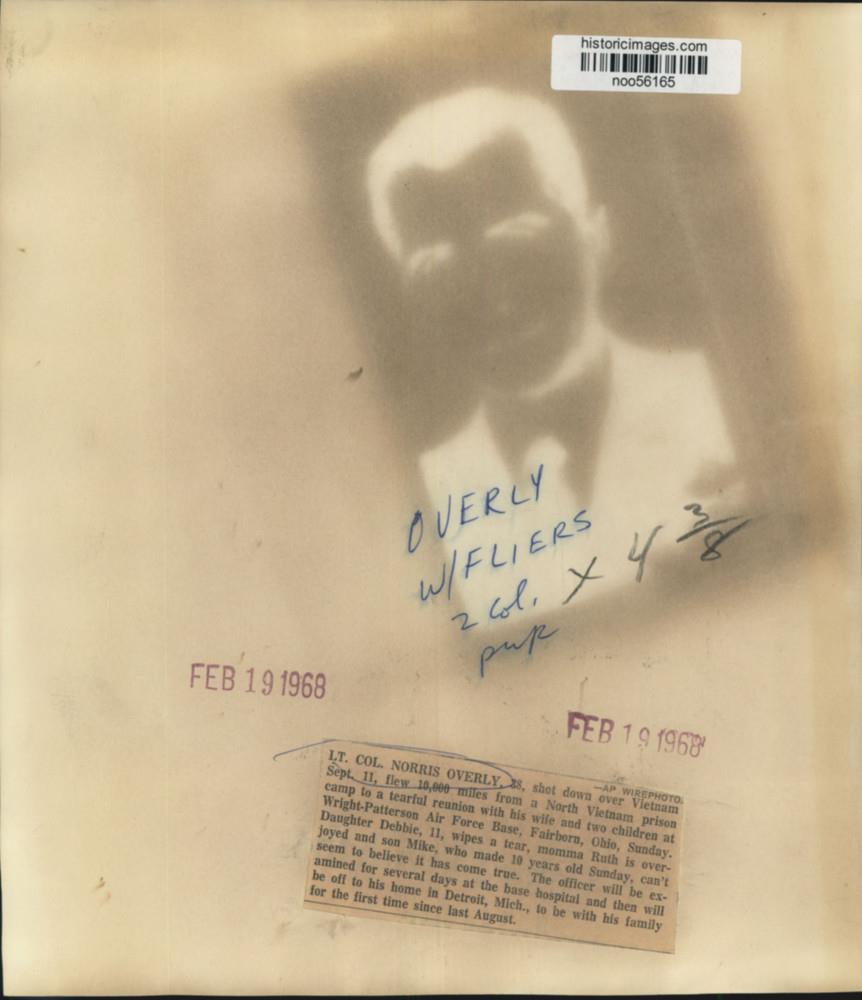 historicimages.com
noo56165
OVERLY
W/FLIERS
2 col. X 4 3/8
FEB 19 1968
FEB 19 1968
—AP WIREPHOTO.
LT. COL. NORRIS OVERLY, 38, shot down over Vietnam
Sept. 11, flew 10,000 miles from a North Vietnam prison
camp to a tearful reunion with his wife and two children at
Wright-Patterson Air Force Base, Fairborn, Ohio, Sunday.
Daughter Debbie, 11, wipes a tear, momma Ruth is over-
joyed and son Mike, who made 10 years old Sunday, can't
seem to believe it has come true. The officer will be ex-
amined for several days at the base hospital and then will
be off to his home in Detroit, Mich., to be with his family
for the first time since last August.